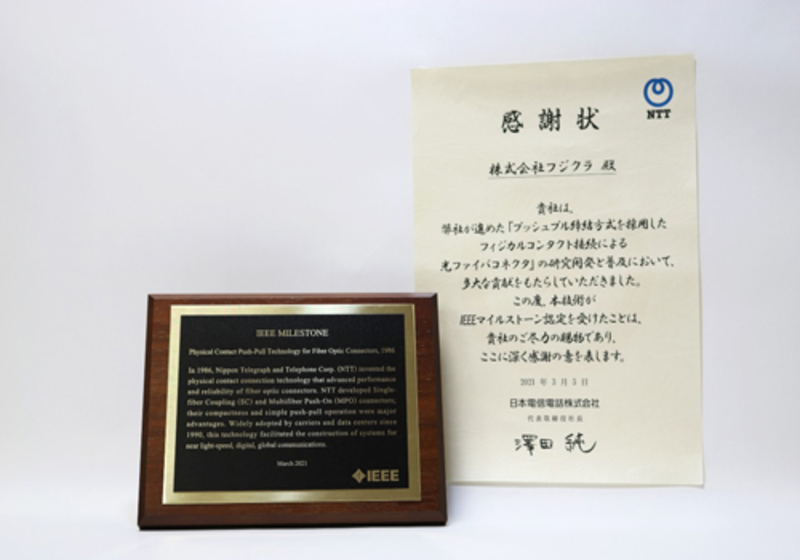 IEEE MILESTONE
Physical Contact Push-Pull Technology for Fiber Optic Connectors, 1986
In 1986, Nippon Telegraph and Telephone Corp. (NTT) invented the
physical contact connection technology that advanced performance
and reliability of fiber optic connectors. NTT developed Single-
fiber Coupling (SC) and Multifiber Push-On (MPO) connectors;
their compactness and simple push-pull operation were major
advantages. Widely adopted by carriers and data centers since
1990, this technology facilitated the construction of systems for
near light-speed, digital, global communications.
March 2021
IEEE
NTT
感謝状
株式会社フジクラ 殿
貴社は、
弊社が進めた「プッシュプル締結方式を採用した
フィジカルコンタクト接続による
光ファイバコネクタ」の研究開発と普及において、
多大な貢献をもたらしていただきました。
この度、本技術が
IEEEマイルストーン認定を受けたことは、
貴社のご尽力の賜物であり、
ここに深く感謝の意を表します。
2021 年 3 月 5 日
日本電信電話株式会社
代表取締役社長
澤田 純